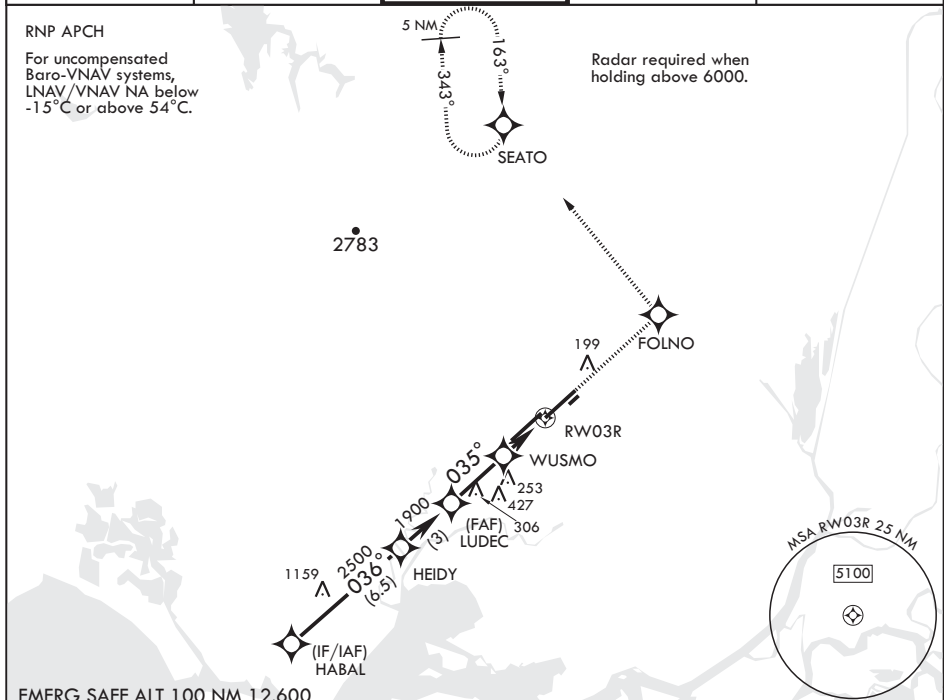 RNP APCH
For uncompensated
Baro-VNAV systems,
LNAV/VNAV NA below
-15°C or above 54°C.
5 NM
163°
343°
SEATO
Radar required when
holding above 6000.
2783
FOLNO
199
RW03R
WUSMO
035°
253
427
306
1900
(FAF)
LUDEC
(3)
2500
036°
(6.5)
HEIDY
1159
(IF/IAF)
HABAL
MSA RW03R 25 NM
5100
EMERG SAFE ALT 100 NM 12,600